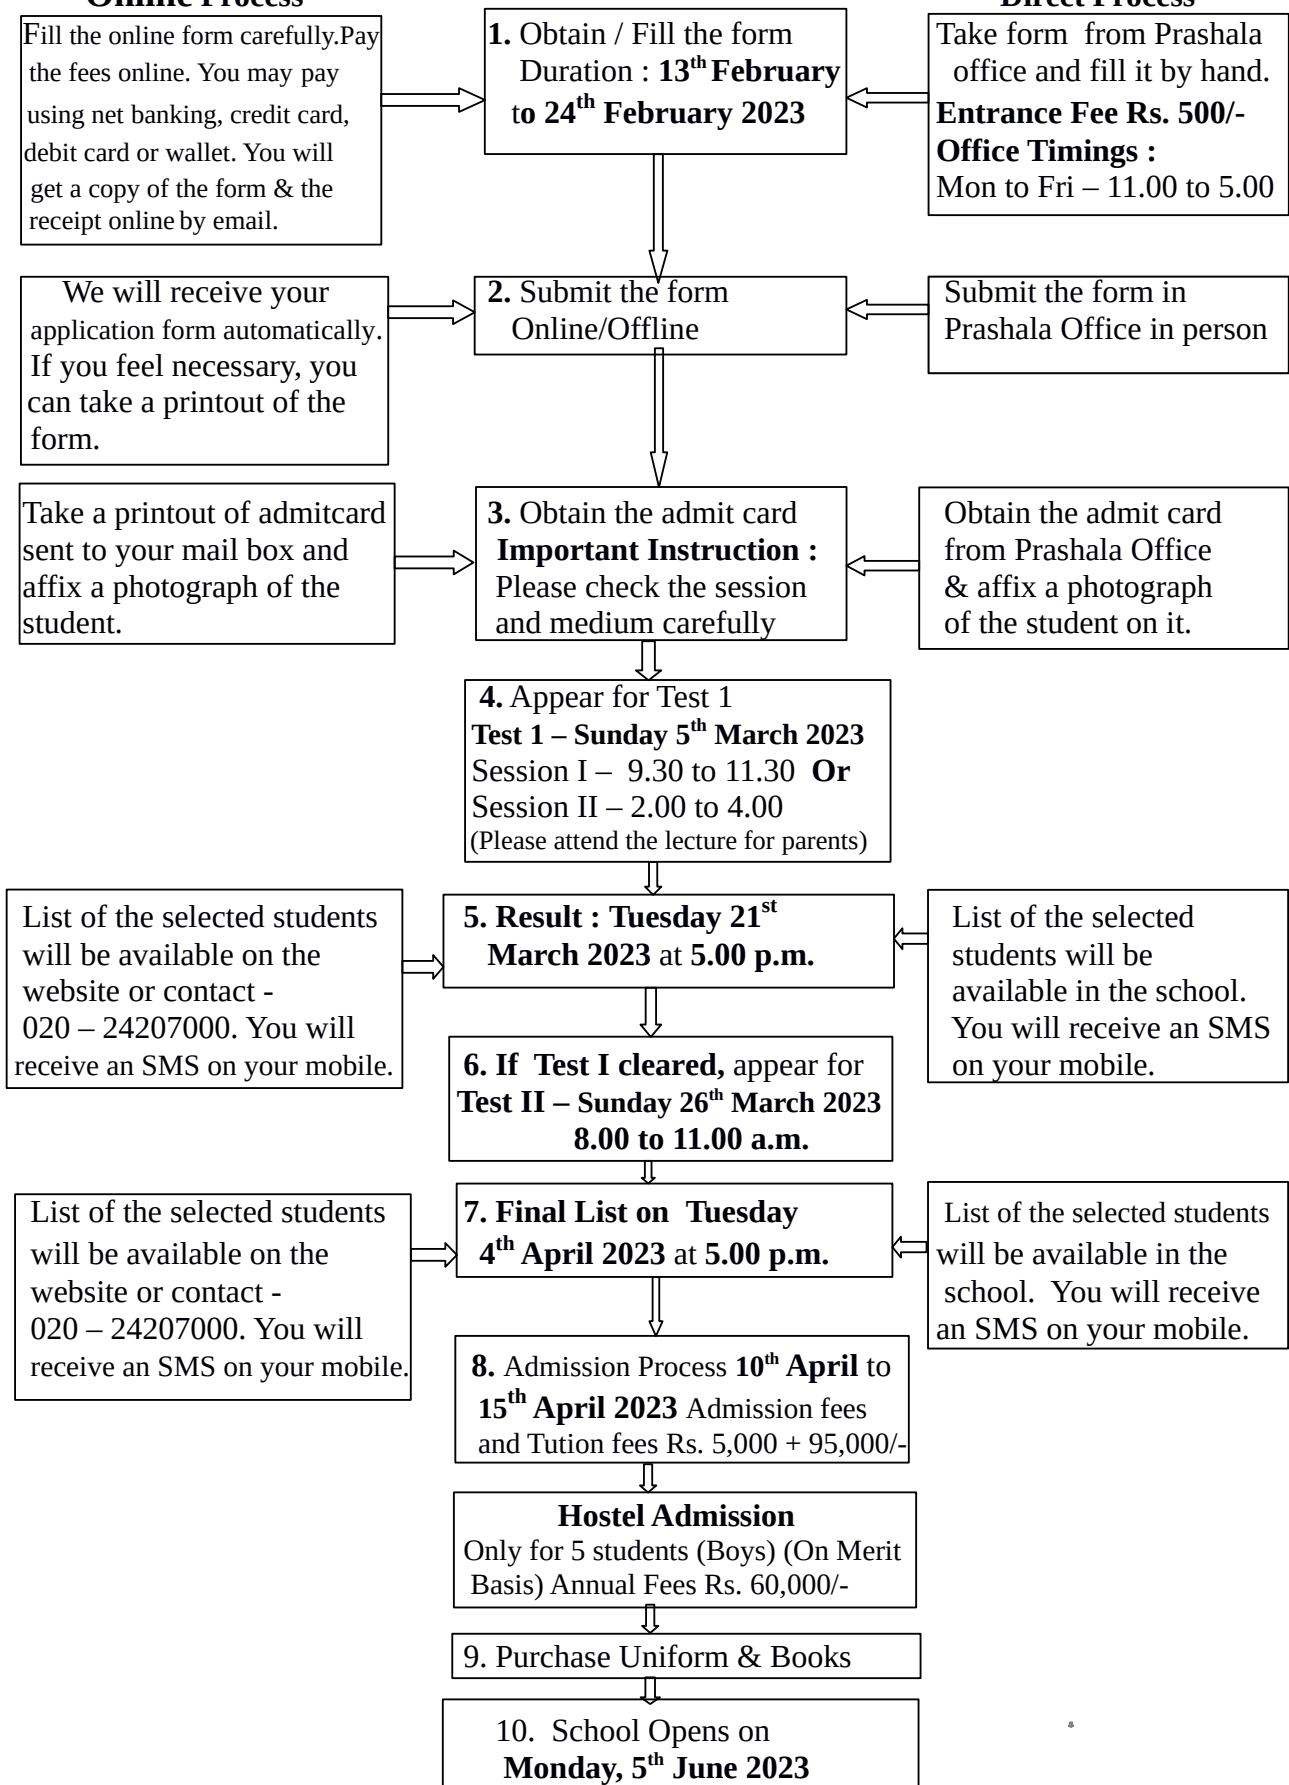 Online Process
Direct Process
Fill the online form carefully.Pay
the fees online. You may pay
using net banking, credit card,
debit card or wallet. You will
get a copy of the form & the
receipt online by email.
1. Obtain / Fill the form
Duration : 13th February
to 24th February 2023
Take form from Prashala
office and fill it by hand.
Entrance Fee Rs. 500/-
Office Timings :
Mon to Fri – 11.00 to 5.00
We will receive your
application form automatically.
If you feel necessary, you
can take a printout of the
form.
2. Submit the form
Online/Offline
Submit the form in
Prashala Office in person
Take a printout of admitcard
sent to your mail box and
affix a photograph of the
student.
3. Obtain the admit card
Important Instruction :
Please check the session
and medium carefully
Obtain the admit card
from Prashala Office
& affix a photograph
of the student on it.
4. Appear for Test 1
Test 1 – Sunday 5th March 2023
Session I – 9.30 to 11.30 Or
Session II – 2.00 to 4.00
(Please attend the lecture for parents)
List of the selected students
will be available on the
website or contact -
020 – 24207000. You will
receive an SMS on your mobile.
5. Result : Tuesday 21st
March 2023 at 5.00 p.m.
List of the selected
students will be
available in the school.
You will receive an SMS
on your mobile.
6. If Test I cleared, appear for
Test II – Sunday 26th March 2023
8.00 to 11.00 a.m.
List of the selected students
will be available on the
website or contact -
020 – 24207000. You will
receive an SMS on your mobile.
7. Final List on Tuesday
4th April 2023 at 5.00 p.m.
List of the selected students
will be available in the
school. You will receive
an SMS on your mobile.
8. Admission Process 10th April to
15th April 2023 Admission fees
and Tution fees Rs. 5,000 + 95,000/-
Hostel Admission
Only for 5 students (Boys) (On Merit
Basis) Annual Fees Rs. 60,000/-
9. Purchase Uniform & Books
10. School Opens on
Monday, 5th June 2023